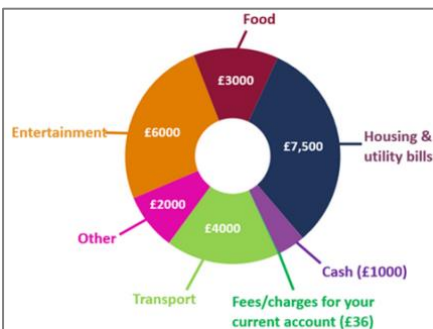 Food
£3000
Entertainment
£6000
£7,500
Housing &
utility bills
£2000
Other
£4000
Transport
Cash (£1000)
Fees/charges for your
current account (£36)